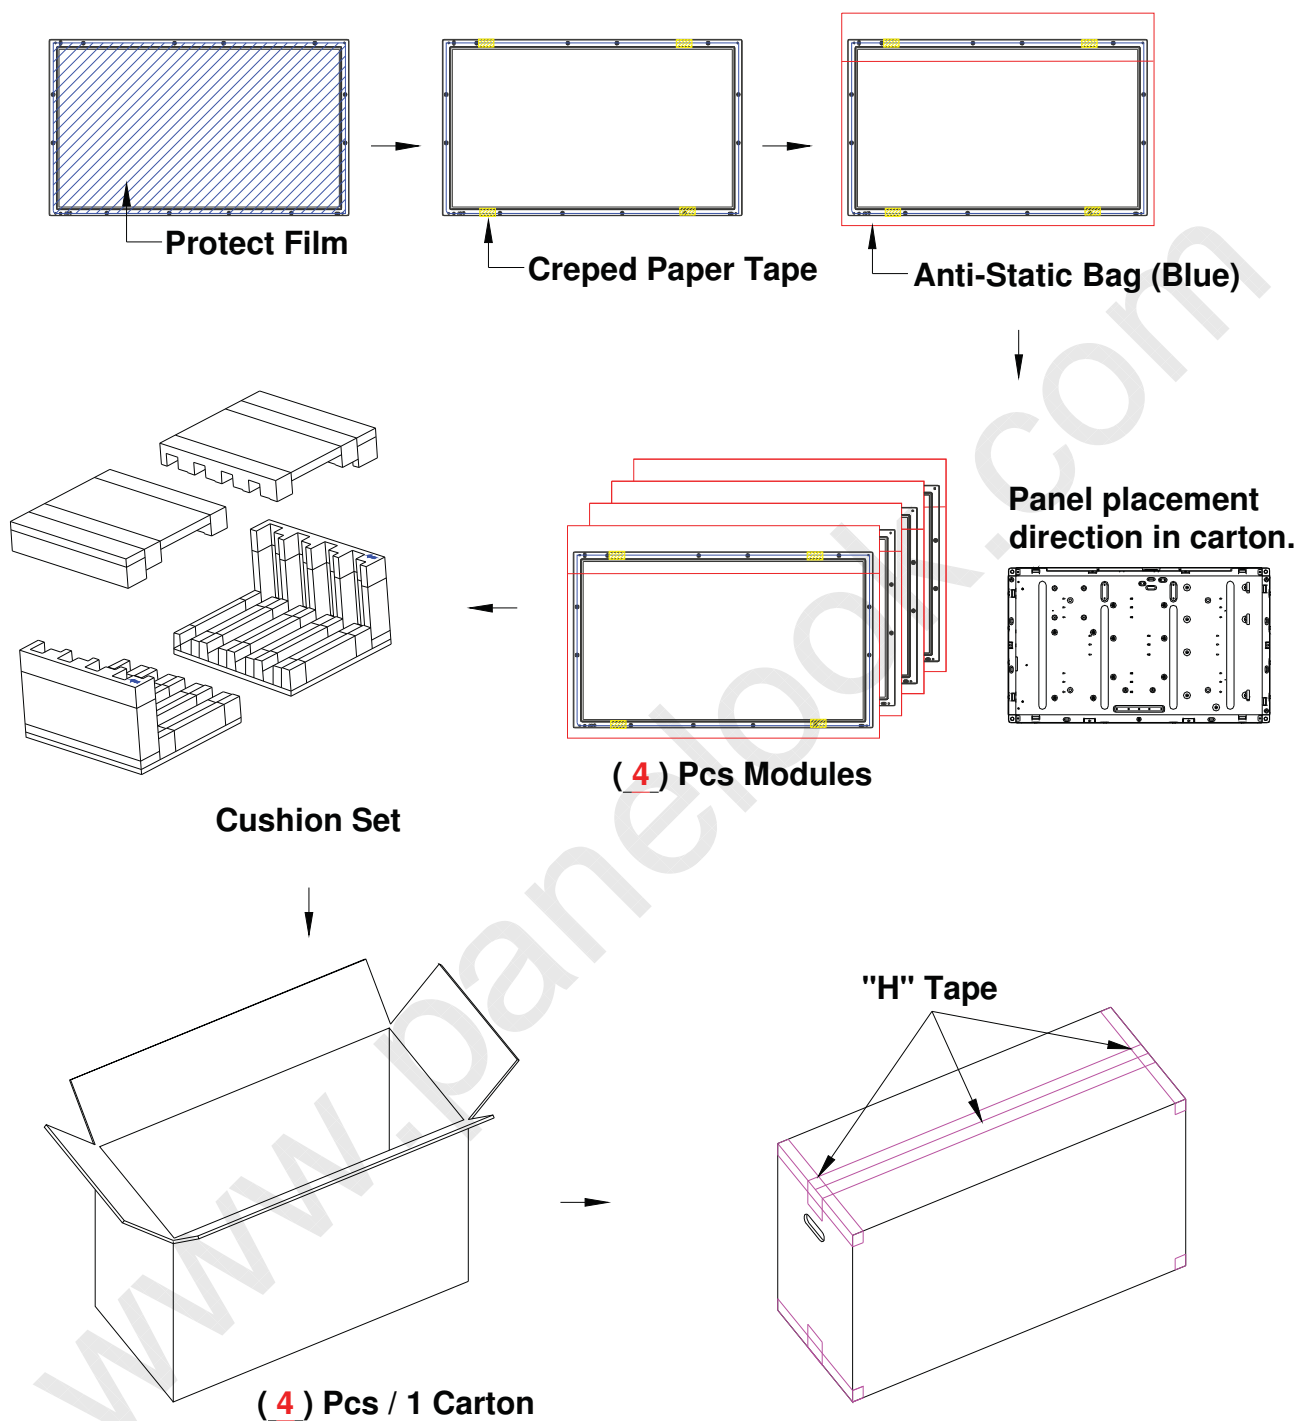 Protect Film
Creped Paper Tape
Anti-Static Bag (Blue)
Panel placement
direction in carton.
( 4 ) Pcs Modules
Cushion Set
"H" Tape
( 4 ) Pcs / 1 Carton
www.panelook.com